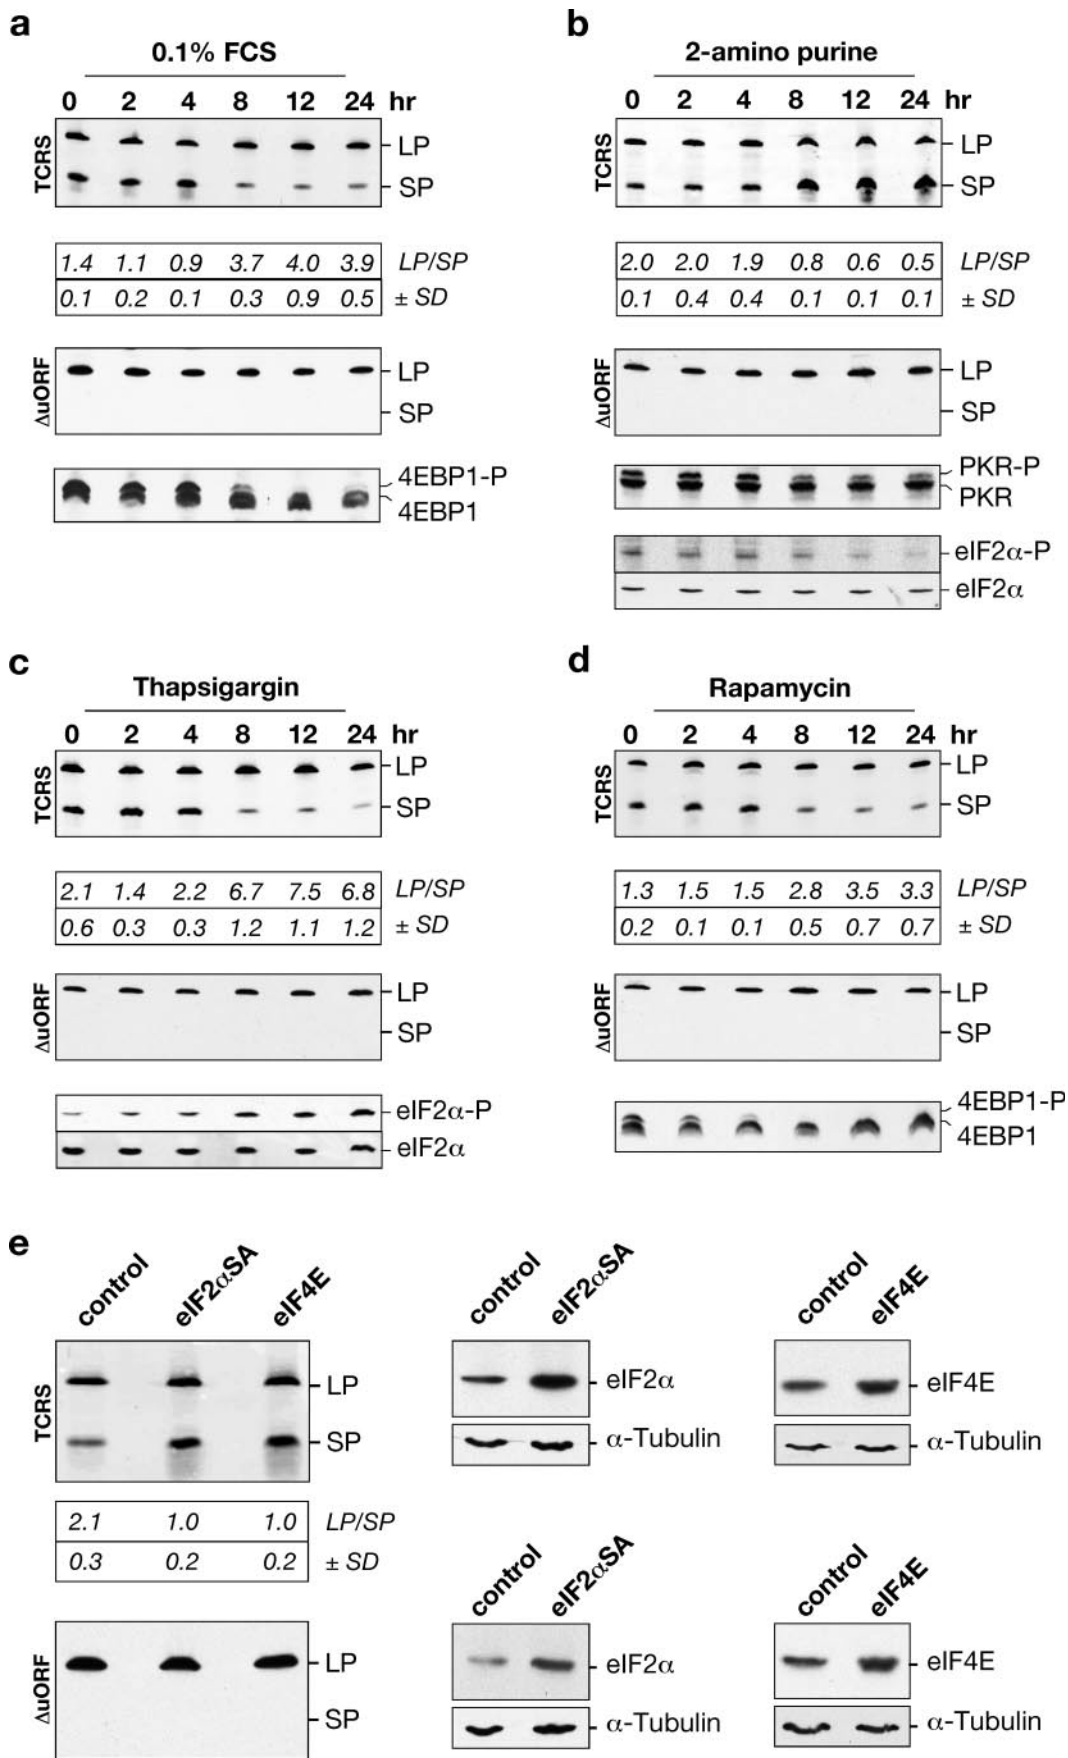 a
0.1% FCS
0 2 4 8 12 24 hr
TCRS
LP
SP
1.4 1.1 0.9 3.7 4.0 3.9 LP/SP
0.1 0.2 0.1 0.3 0.9 0.5 ± SD
ΔuORF
LP
SP
4EBP1-P
4EBP1
b
2-amino purine
0 2 4 8 12 24 hr
TCRS
LP
SP
2.0 2.0 1.9 0.8 0.6 0.5 LP/SP
0.1 0.4 0.4 0.1 0.1 0.1 ± SD
ΔuORF
LP
SP
PKR-P
PKR
eIF2α-P
eIF2α
c
Thapsigargin
0 2 4 8 12 24 hr
TCRS
LP
SP
2.1 1.4 2.2 6.7 7.5 6.8 LP/SP
0.6 0.3 0.3 1.2 1.1 1.2 ± SD
ΔuORF
LP
SP
eIF2α-P
eIF2α
d
Rapamycin
0 2 4 8 12 24 hr
TCRS
LP
SP
1.3 1.5 1.5 2.8 3.5 3.3 LP/SP
0.2 0.1 0.1 0.5 0.7 0.7 ± SD
ΔuORF
LP
SP
4EBP1-P
4EBP1
e
control eIF2αSA eIF4E
TCRS
LP
SP
2.1 1.0 1.0 LP/SP
0.3 0.2 0.2 ± SD
ΔuORF
LP
SP
control eIF2αSA
eIF2α
α-Tubulin
control eIF4E
eIF4E
α-Tubulin
control eIF2αSA
eIF2α
α-Tubulin
control eIF4E
eIF4E
α-Tubulin